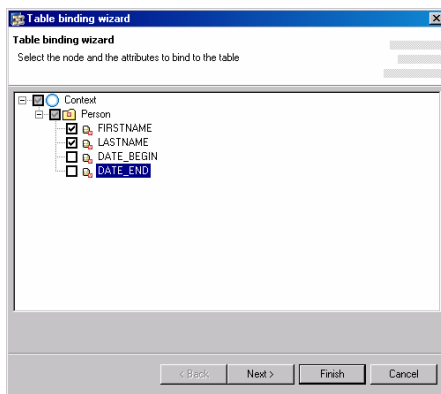 Table binding wizard
Table binding wizard
Select the node and the attributes to bind to the table
Context
Person
FIRSTNAME
LASTNAME
DATE_BEGIN
DATE_END
< Back Next > Finish Cancel